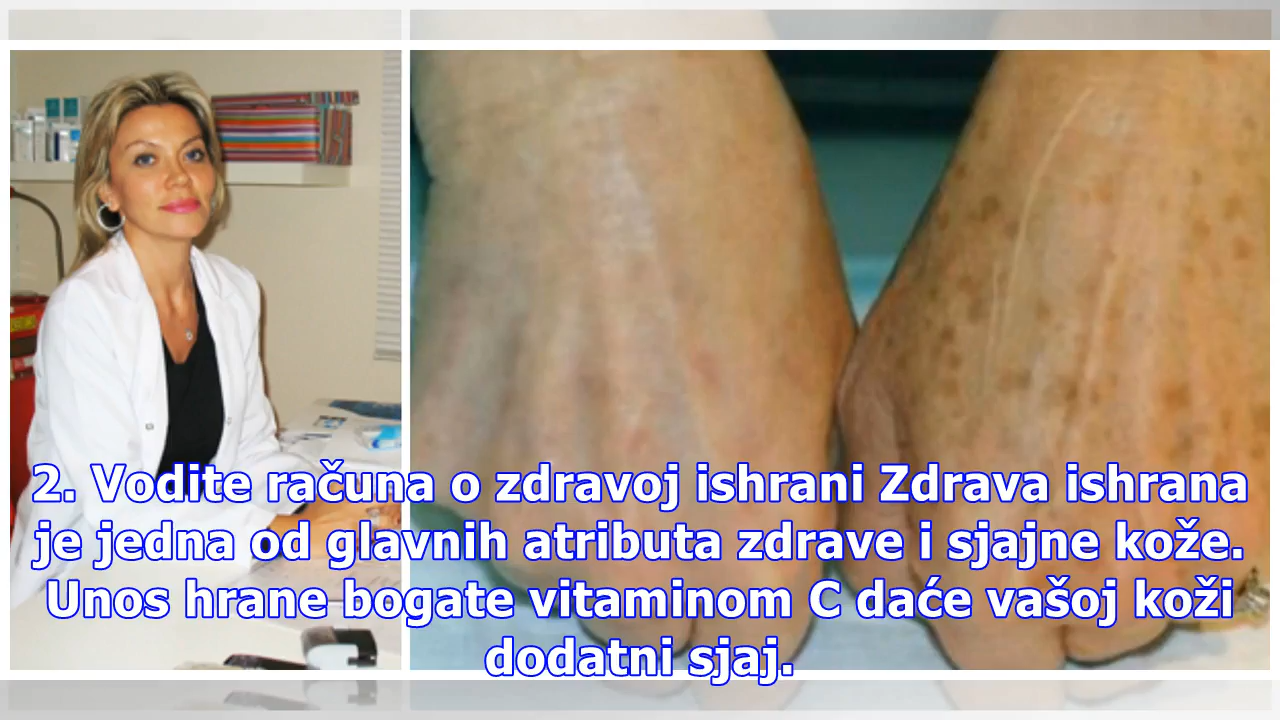 2. Vodite računa o zdravoj ishrani Zdrava ishrana
je jedna od glavnih atributa zdrave i sjajne kože.
Unos hrane bogate vitaminom C daće vašoj koži
dodatni sjaj.